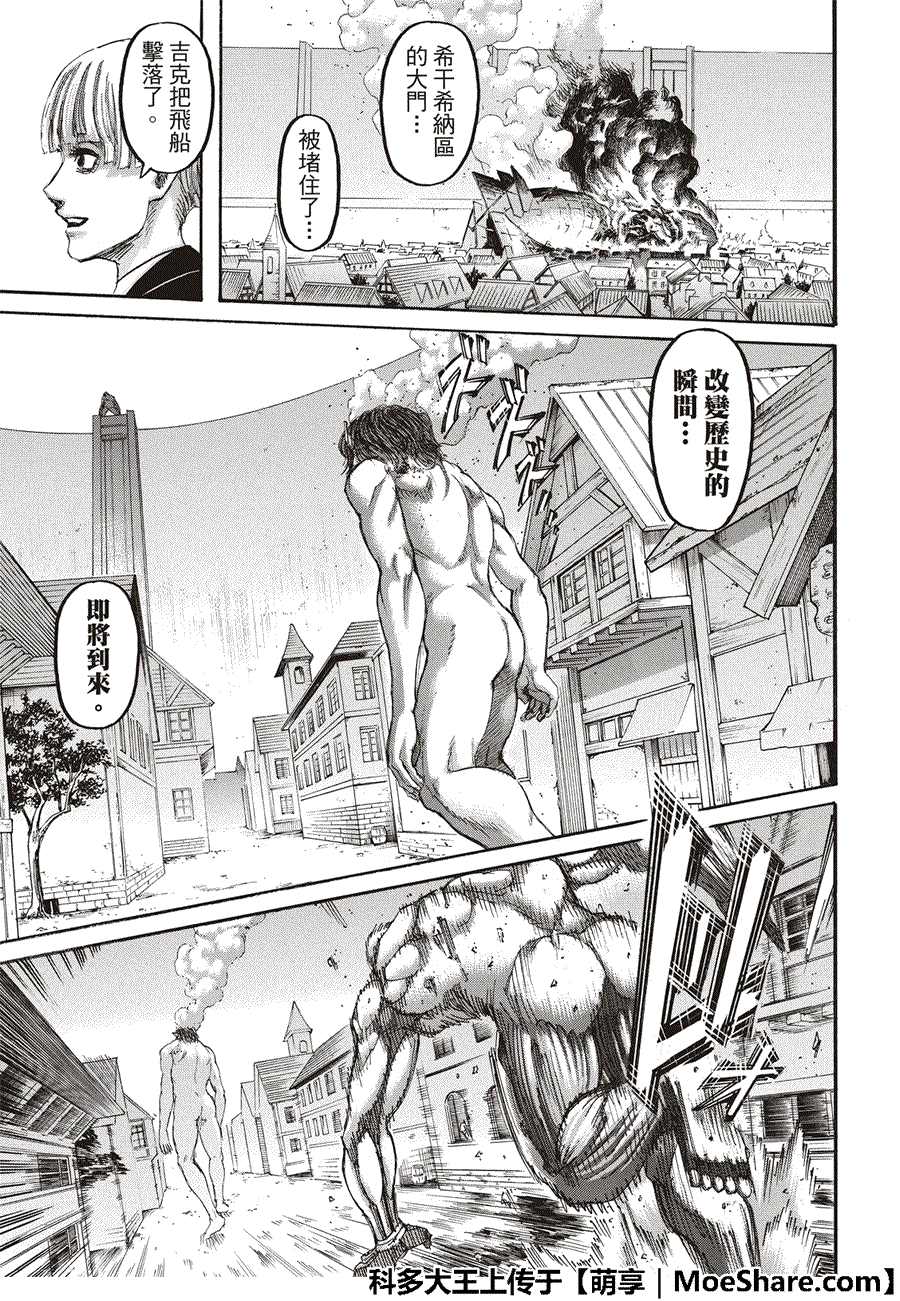 希干希納區
的大門…
被堵住了…
吉克把飛船
擊落了。
改變歷史的
瞬間…
即將到來。
科多大王上传于【萌享｜MoeShare.com】